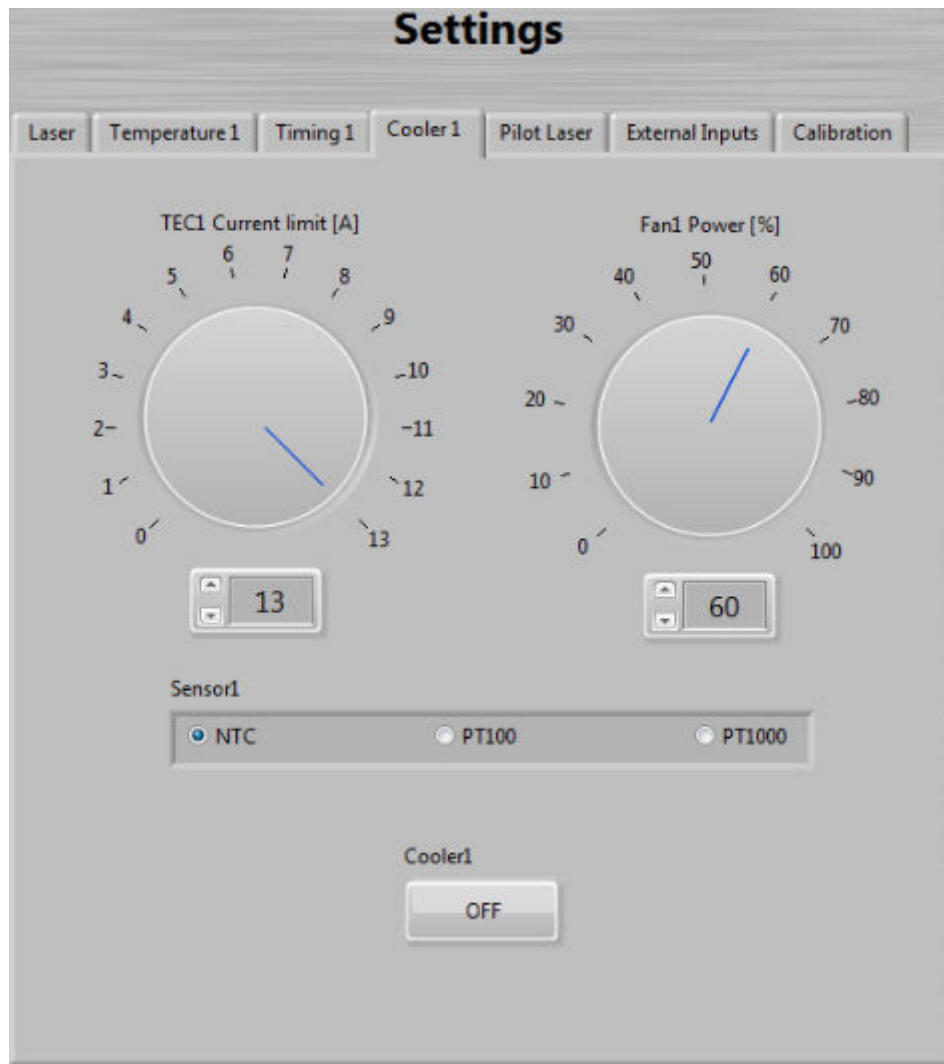 Settings
Laser Temperature 1 Timing 1 Cooler 1 Pilot Laser External Inputs Calibration
TEC1 Current limit [A]
0 1 2 3 4 5 6 7 8 9 10 11 12 13
13
Fan1 Power [%]
0 10 20 30 40 50 60 70 80 90 100
60
Sensor1
NTC PT100 PT1000
Cooler1
OFF